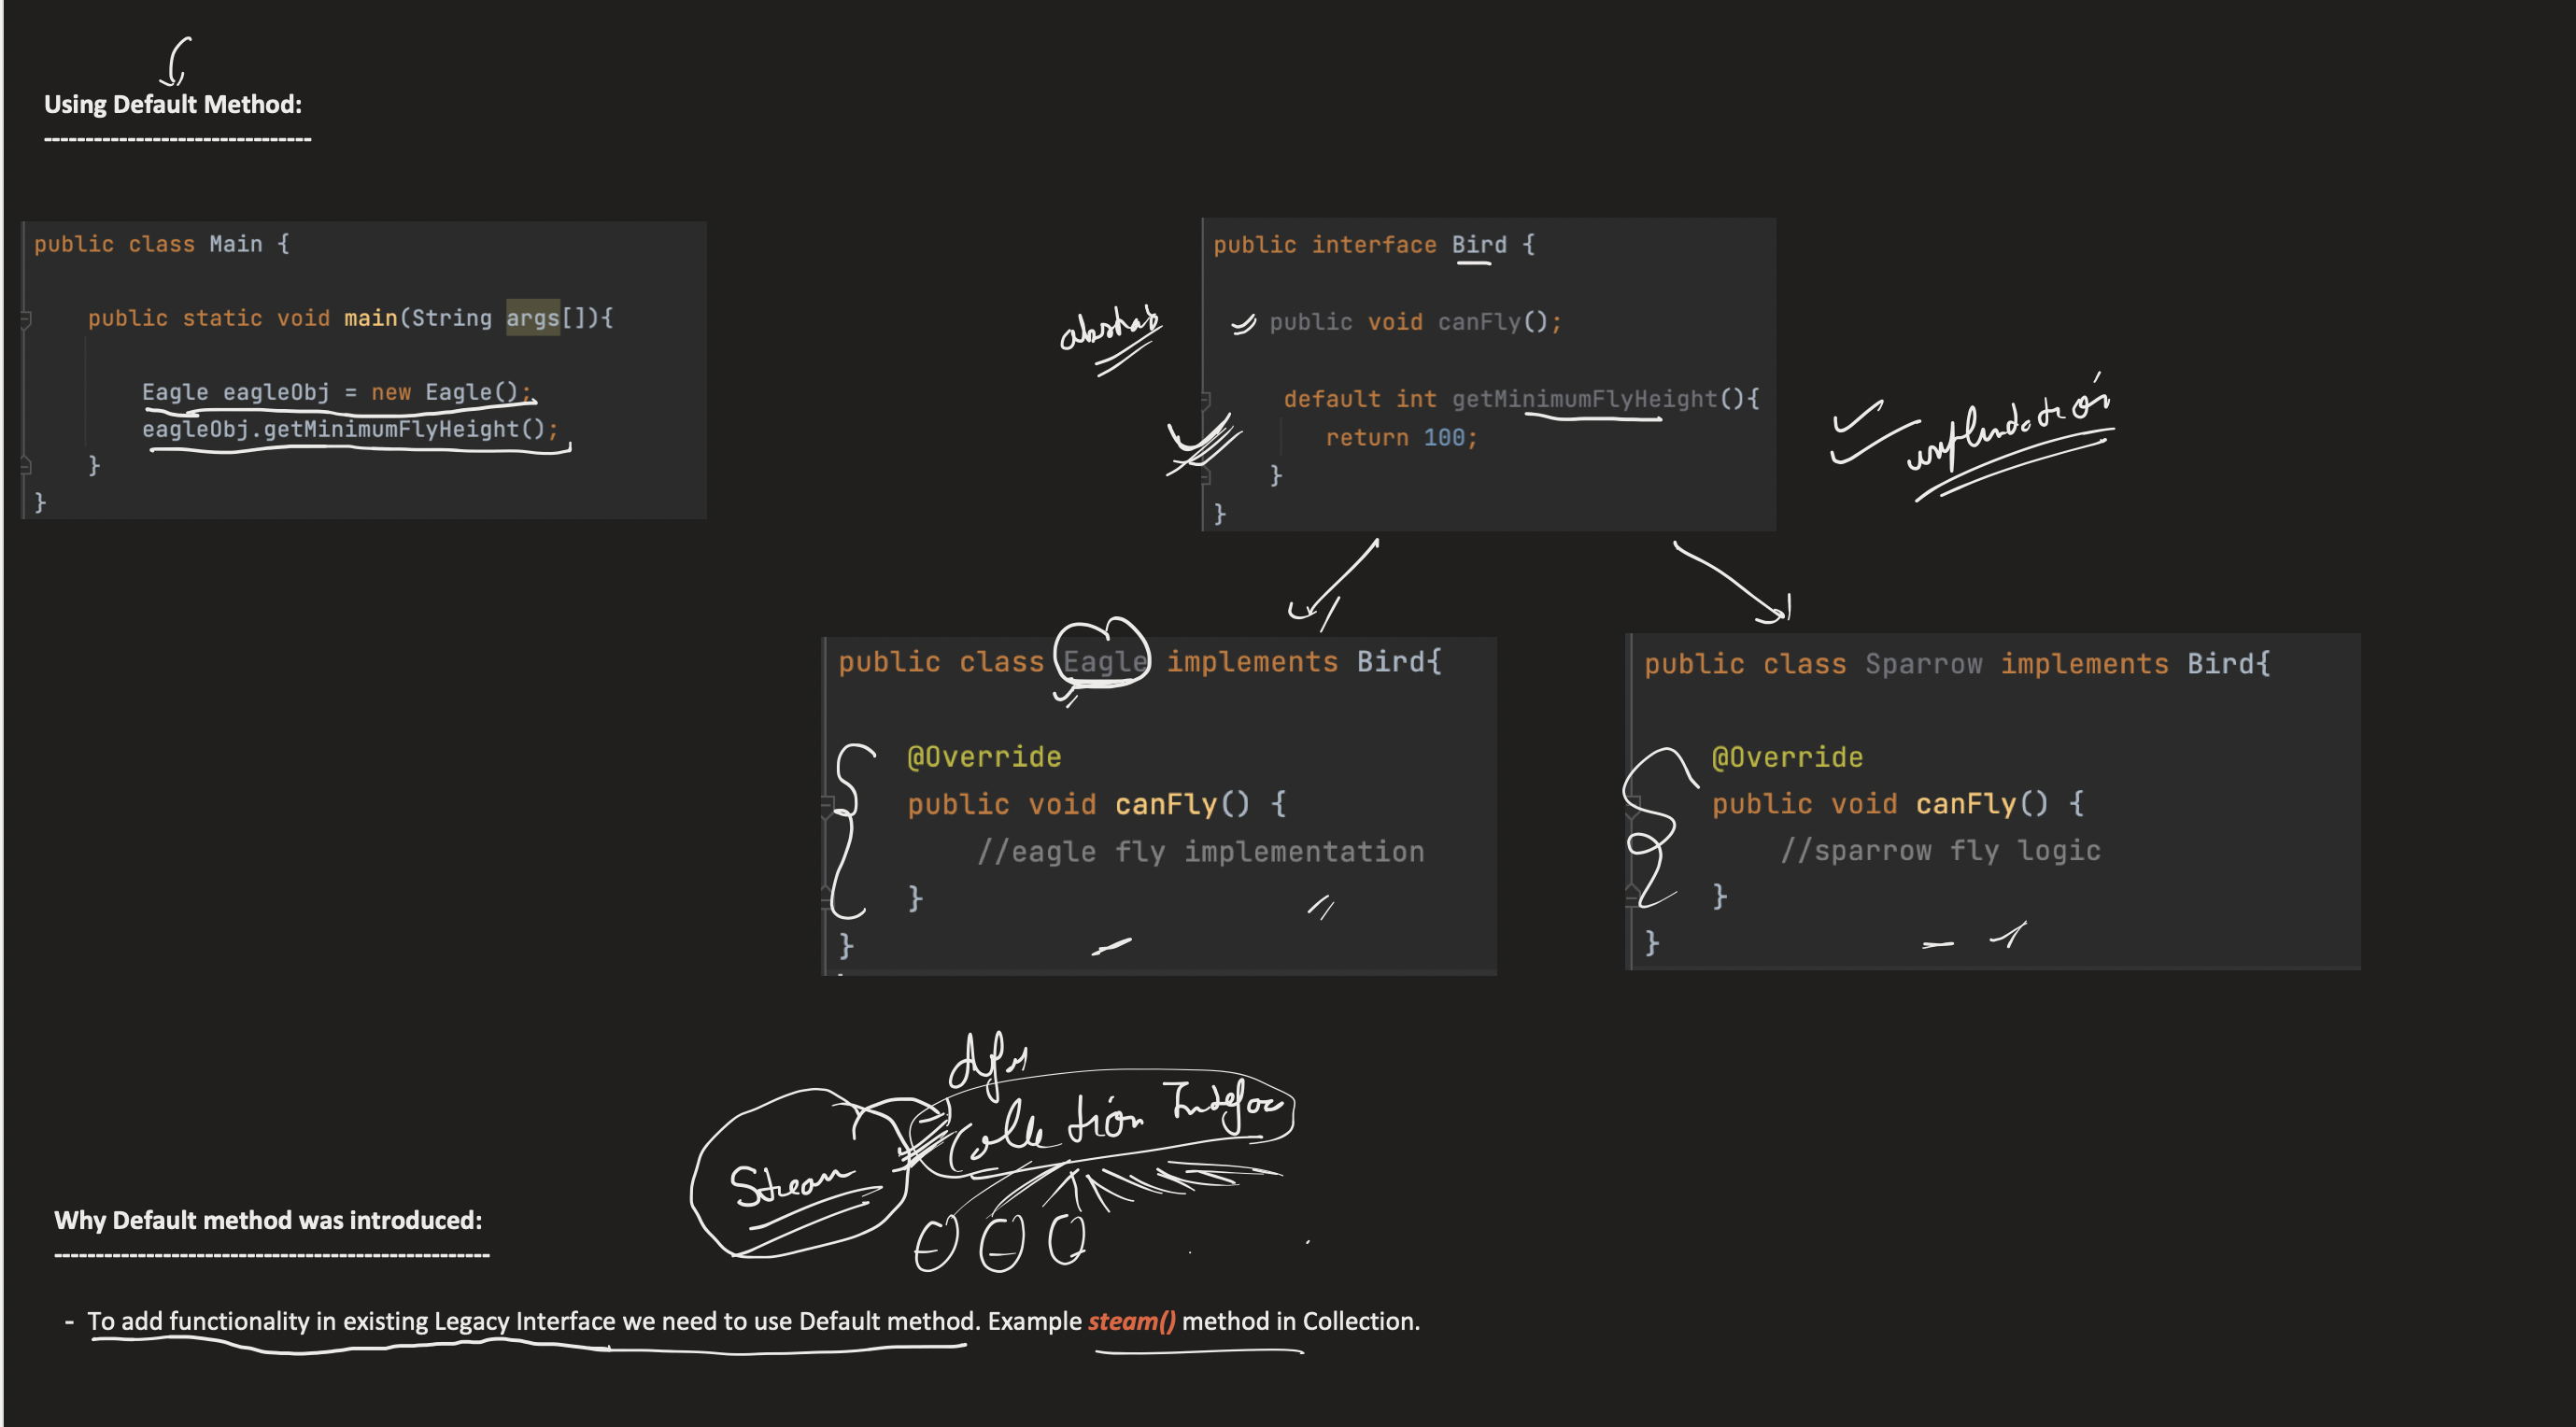 Using Default Method:
-------------------------------
public class Main {
public static void main(String args[]){
Eagle eagleObj = new Eagle();
eagleObj.getMinimumFlyHeight();
}
}
public interface Bird {
public void canFly();
default int getMinimumFlyHeight(){
return 100;
}
}
public class Eagle implements Bird{
@Override
public void canFly() {
//eagle fly implementation
}
}
public class Sparrow implements Bird{
@Override
public void canFly() {
//sparrow fly logic
}
}
Collection
Stream
Why Default method was introduced:
---------------------------------------------------
- To add functionality in existing Legacy Interface we need to use Default method. Example steam() method in Collection.